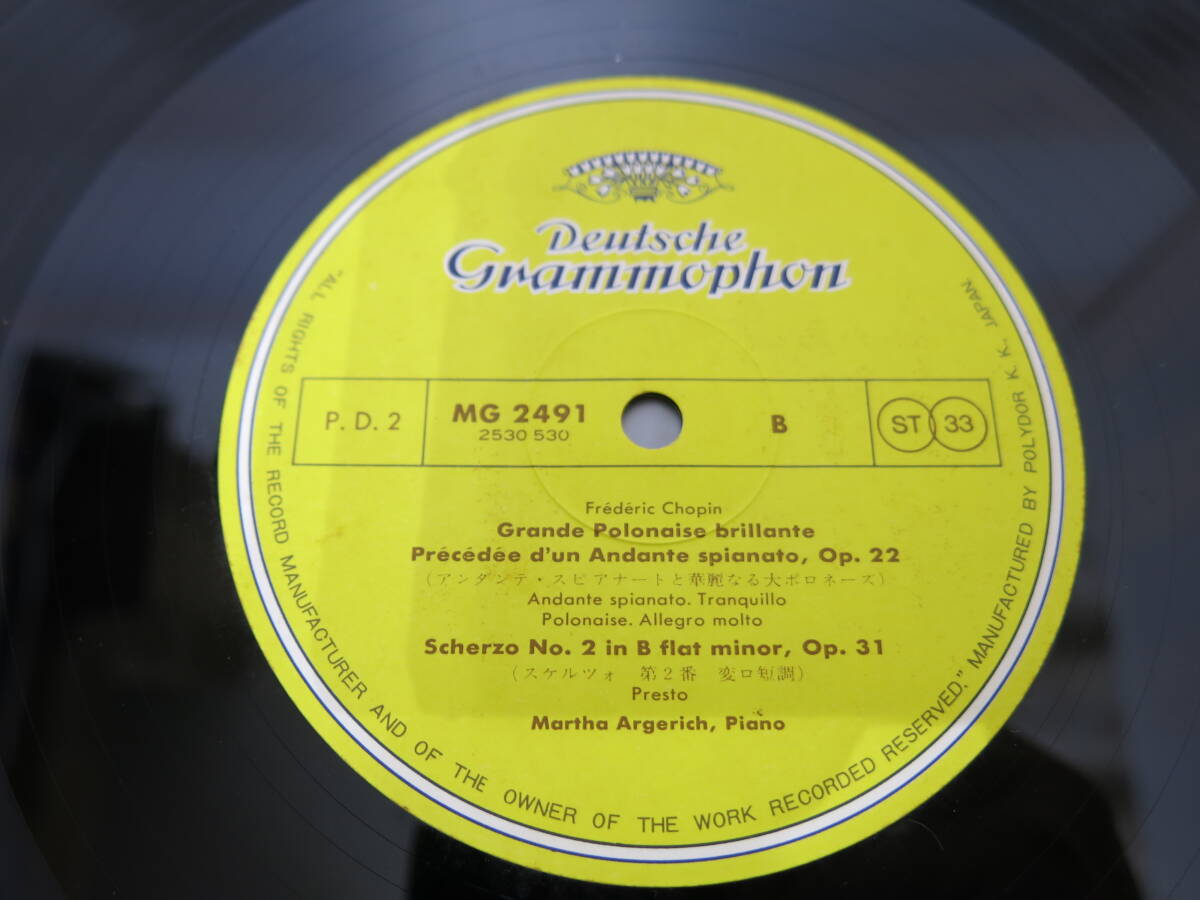 Deutsche
Grammophon
P. D. 2
MG 2491
2530 530
B
ST 33
Frédéric Chopin
Grande Polonaise brillante
Précédée d'un Andante spianato, Op. 22
(アンダンテ・スピアナートと華麗なる大ポロネーズ)
Andante spianato. Tranquillo
Polonaise. Allegro molto
Scherzo No. 2 in B flat minor, Op. 31
(スケルツォ 第2番 変ロ短調)
Presto
Martha Argerich, Piano
"ALL RIGHTS OF THE RECORD MANUFACTURER AND OF THE OWNER OF THE WORK RECORDED RESERVED." MANUFACTURED BY POLYDOR K. K. JAPAN